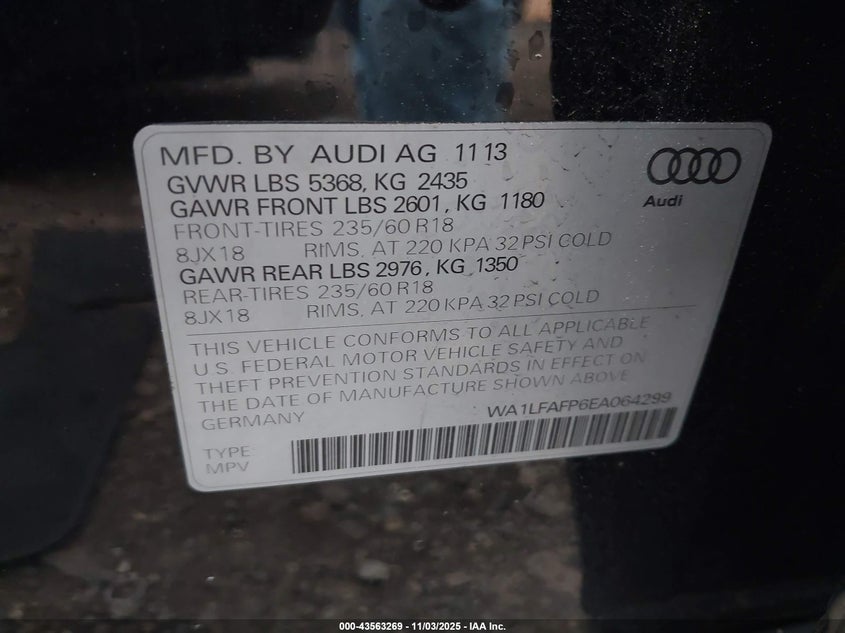 MFD. BY AUDI AG 11 13
GVWR LBS 5368, KG 2435
GAWR FRONT LBS 2601, KG 1180
FRONT-TIRES 235/60 R18
8JX18 RIMS, AT 220 KPA 32 PSI COLD
GAWR REAR LBS 2976, KG 1350
REAR-TIRES 235/60 R18
8JX18 RIMS, AT 220 KPA 32 PSI COLD
Audi
THIS VEHICLE CONFORMS TO ALL APPLICABLE
U.S. FEDERAL MOTOR VEHICLE SAFETY AND
THEFT PREVENTION STANDARDS IN EFFECT ON
THE DATE OF MANUFACTURE SHOWN ABOVE
GERMANY WA1LFAFP6EA064299
TYPE
MPV
000-43563269 - 11/03/2025 - IAA Inc.